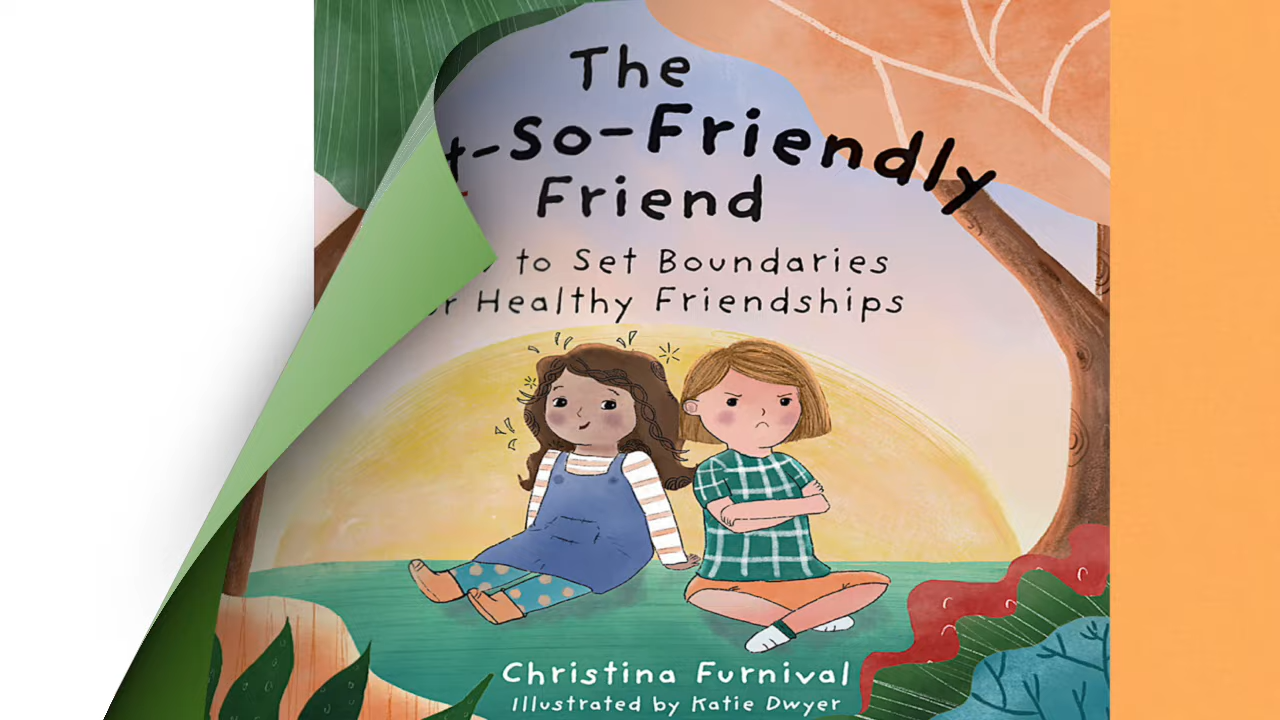 The
-So-Friendly
Friend
to Set Boundaries
Healthy Friendships
Christina Furnival
Illustrated by Katie Dwyer